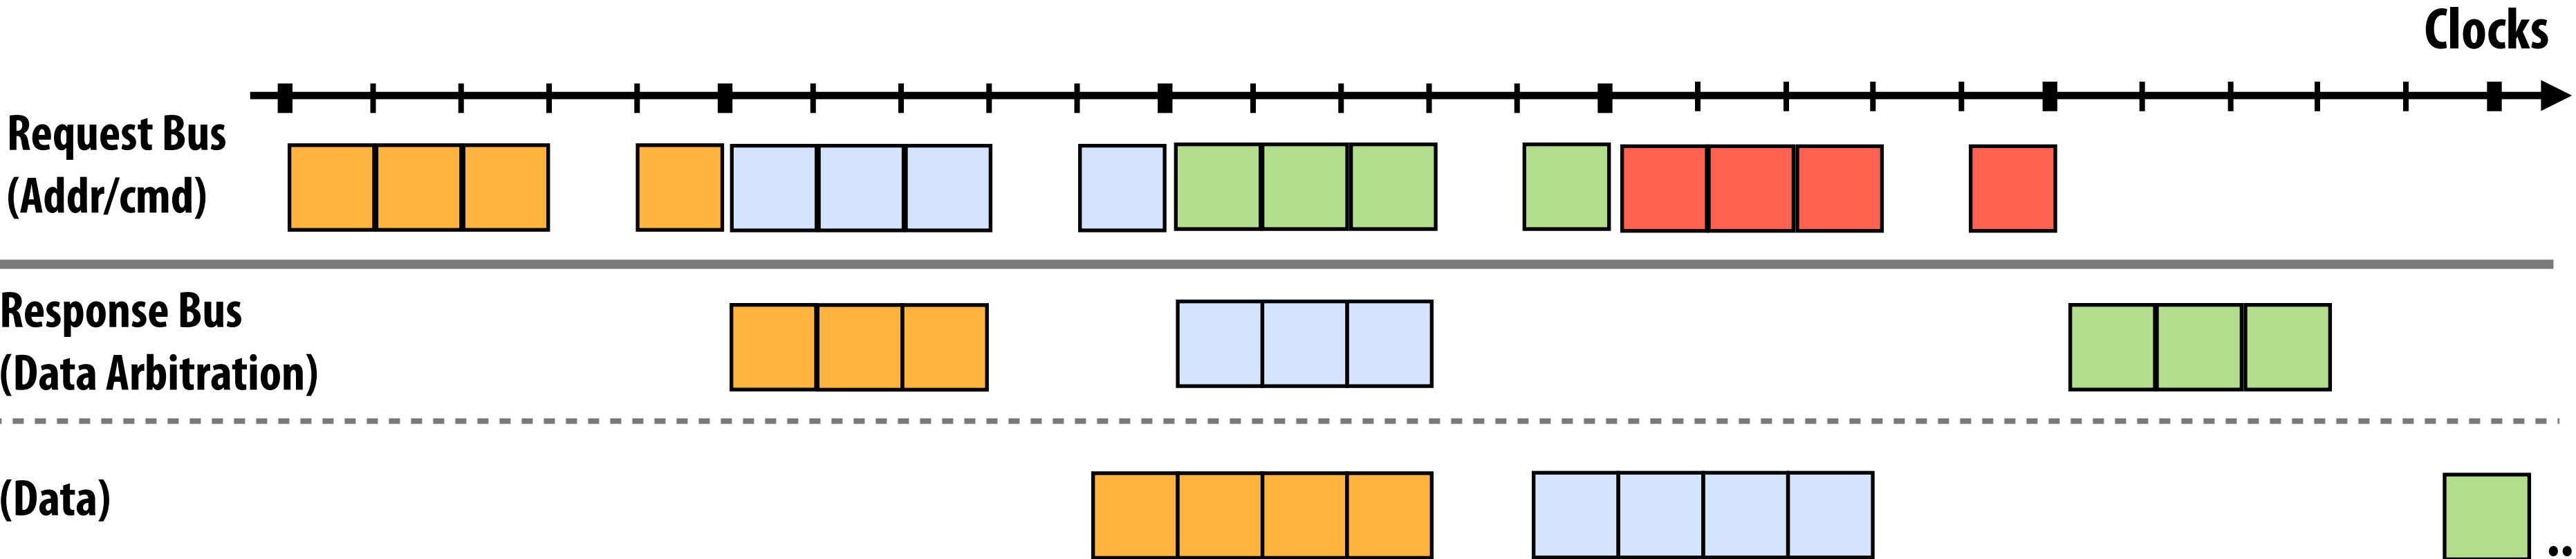 Clocks
Request Bus
(Addr/cmd)
Response Bus
(Data Arbitration)
(Data)
..